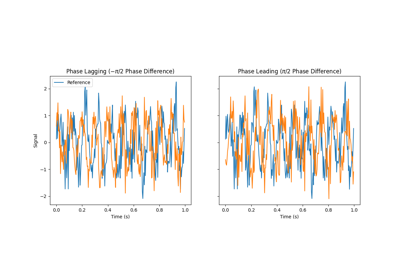 Phase Lagging (−π/2 Phase Difference)
Reference
Signal
2
1
0
−1
−2
0.0 0.2 0.4 0.6 0.8 1.0
Time (s)
Phase Leading (π/2 Phase Difference)
0.0 0.2 0.4 0.6 0.8 1.0
Time (s)